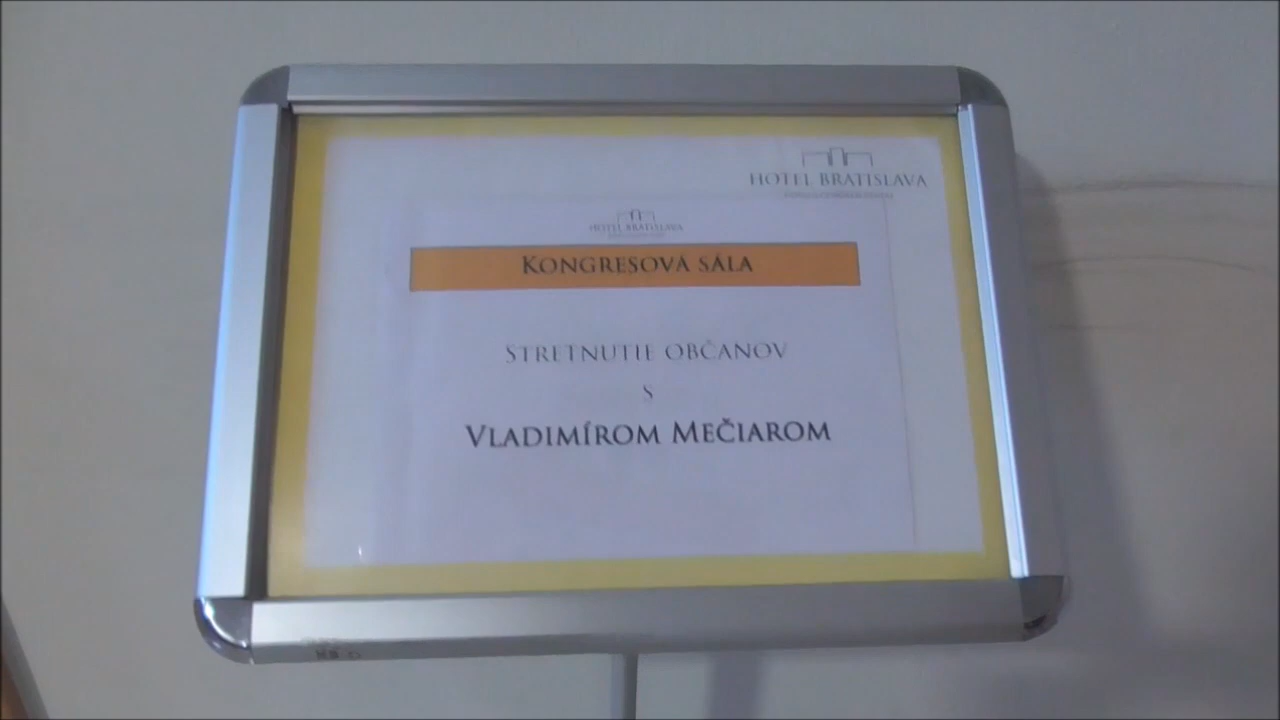 HOTEL BRATISLAVA
HOTEL BRATISLAVA
KONGRESOVÁ SÁLA
STRETNUTIE OBČANOV
S
VLADIMÍROM MEČIAROM